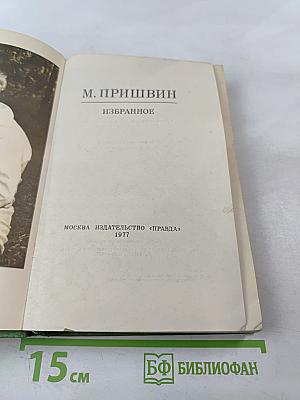 М. ПРИШВИН
ИЗБРАННОЕ
МОСКВА ИЗДАТЕЛЬСТВО «ПРАВДА»
1977
15 см
БФ БИБЛИОФАН